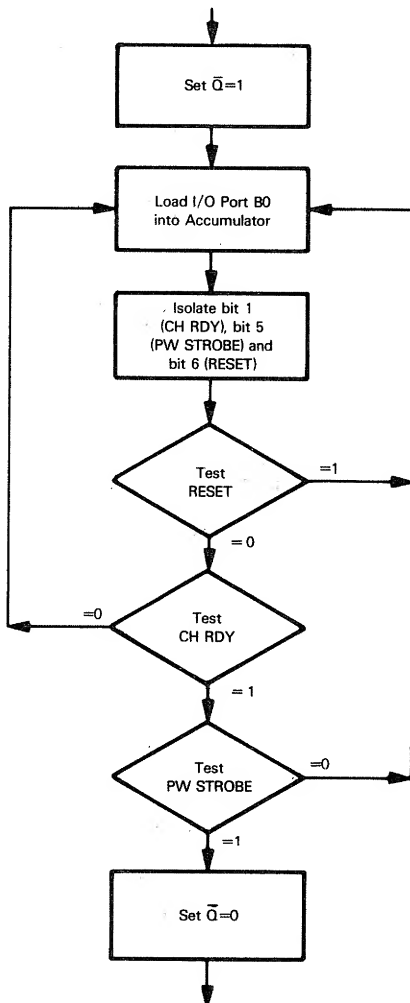 Set Q̅=1
Load I/O Port B0
into Accumulator
Isolate bit 1
(CH RDY), bit 5
(PW STROBE) and
bit 6 (RESET)
Test
RESET
=1
=0
Test
CH RDY
=0
=1
Test
PW STROBE
=0
=1
Set Q̅=0